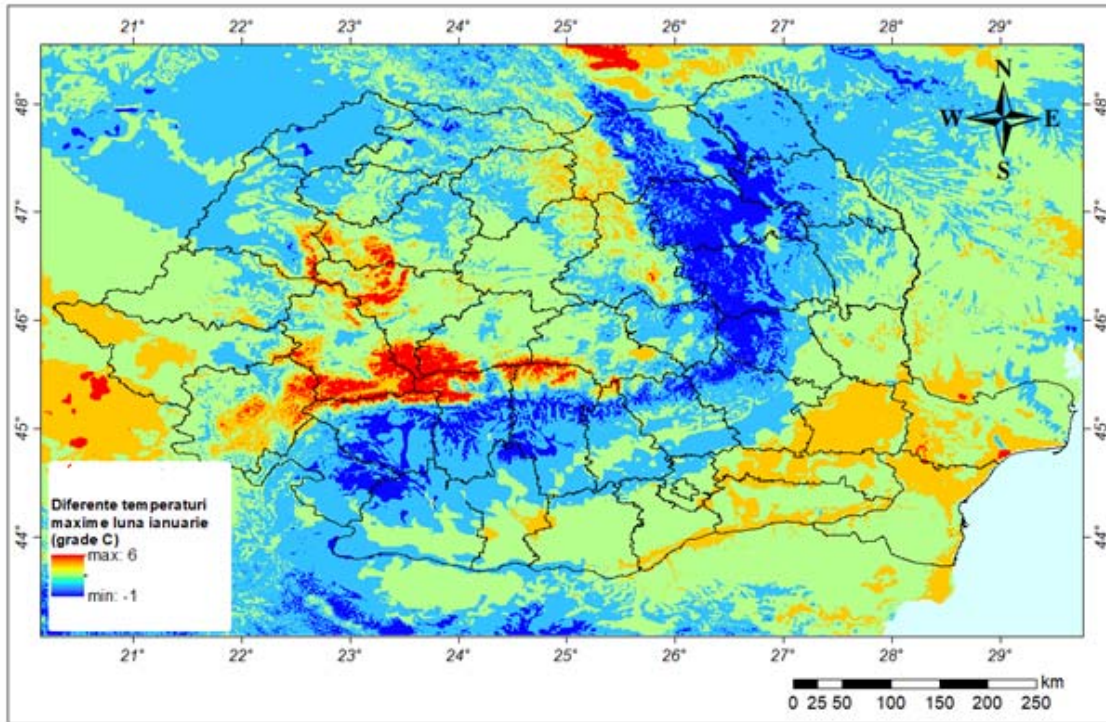 21° 22° 23° 24° 25° 26° 27° 28° 29°
N
W E
S
48° 48°
47° 47°
46° 46°
45° 45°
44° 44°
Diferente temperaturi
maxime luna ianuarie
(grade C)
max: 6
min: -1
21° 22° 23° 24° 25° 26° 27° 28° 29°
km
0 25 50 100 150 200 250